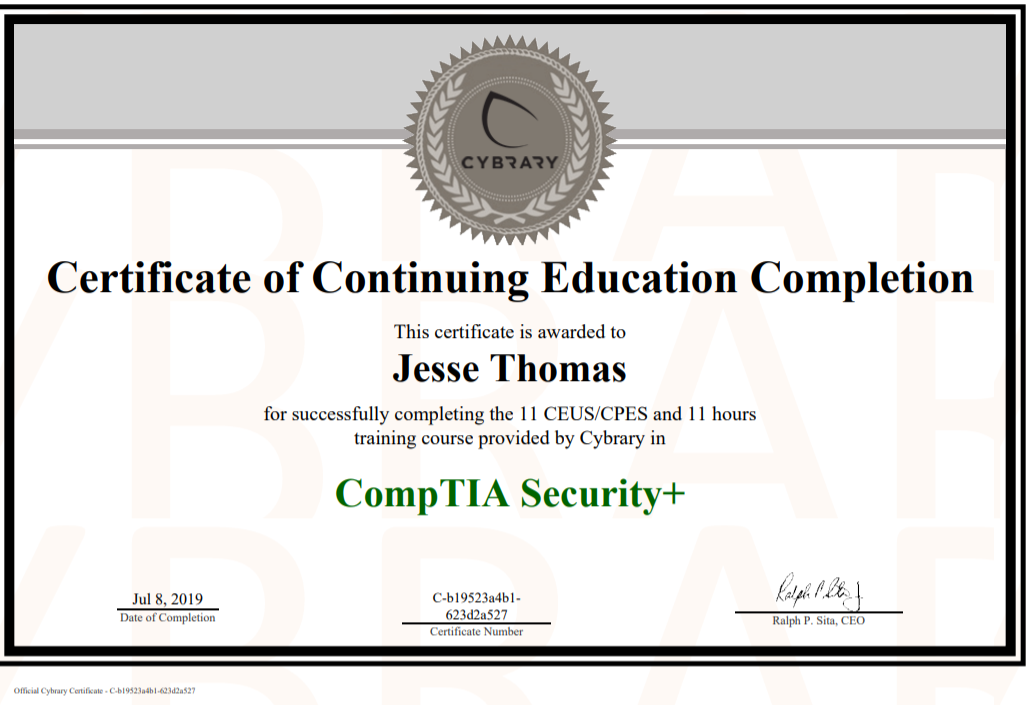 CYBRARY
Certificate of Continuing Education Completion
This certificate is awarded to
Jesse Thomas
for successfully completing the 11 CEUS/CPES and 11 hours
training course provided by Cybrary in
CompTIA Security+
Jul 8, 2019
Date of Completion
C-b19523a4b1-
623d2a527
Certificate Number
Ralph P. Sita, CEO
Official Cybrary Certificate - C-b19523a4b1-623d2a527